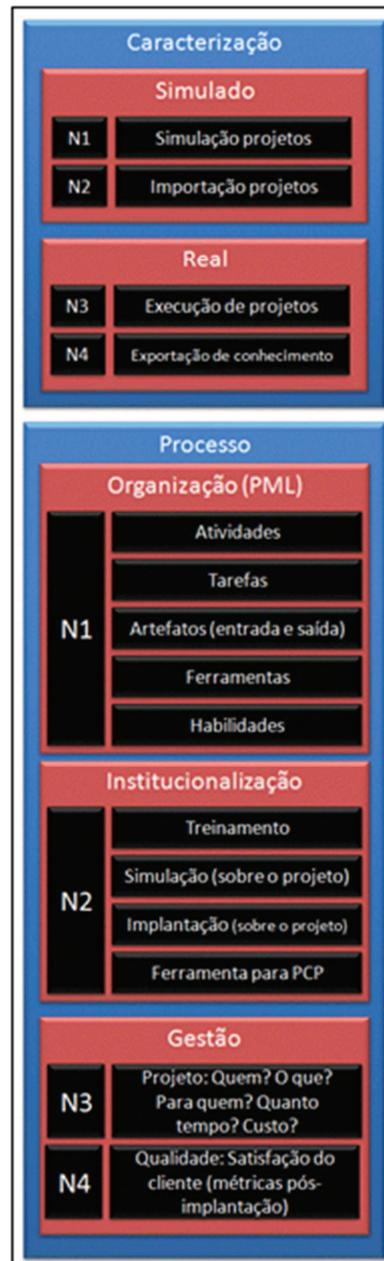 Caracterização
Simulado
N1
Simulação projetos
N2
Importação projetos
Real
N3
Execução de projetos
N4
Exportação de conhecimento
Processo
Organização (PML)
N1
Atividades
Tarefas
Artefatos (entrada e saída)
Ferramentas
Habilidades
Institucionalização
N2
Treinamento
Simulação (sobre o projeto)
Implantação (sobre o projeto)
Ferramenta para PCP
Gestão
N3
Projeto: Quem? O que?
Para quem? Quanto
tempo? Custo?
N4
Qualidade: Satisfação do
cliente (métricas pós-
implantação)